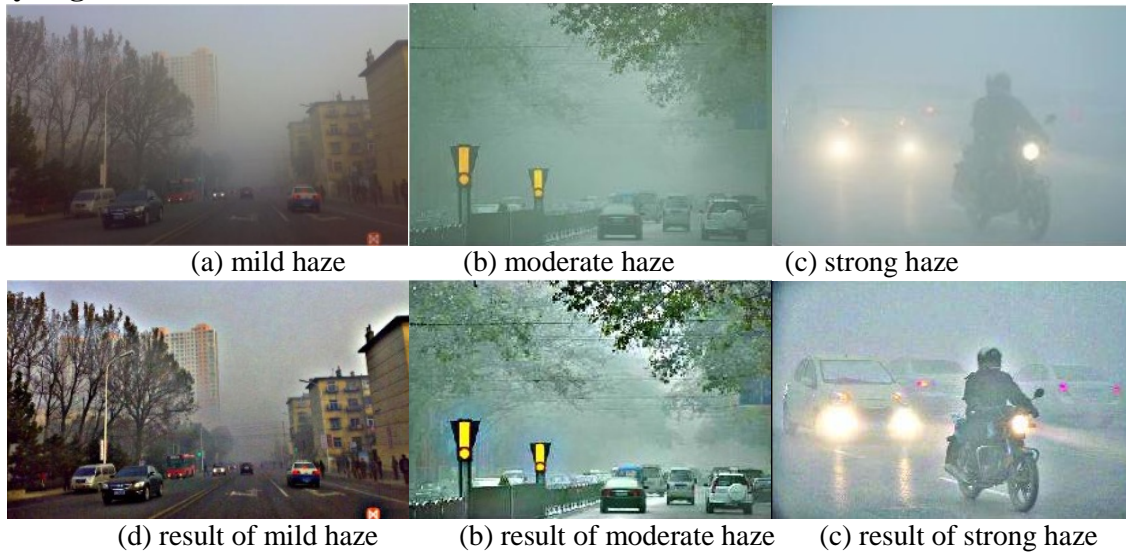 (a) mild haze (b) moderate haze (c) strong haze
(d) result of mild haze (b) result of moderate haze (c) result of strong haze